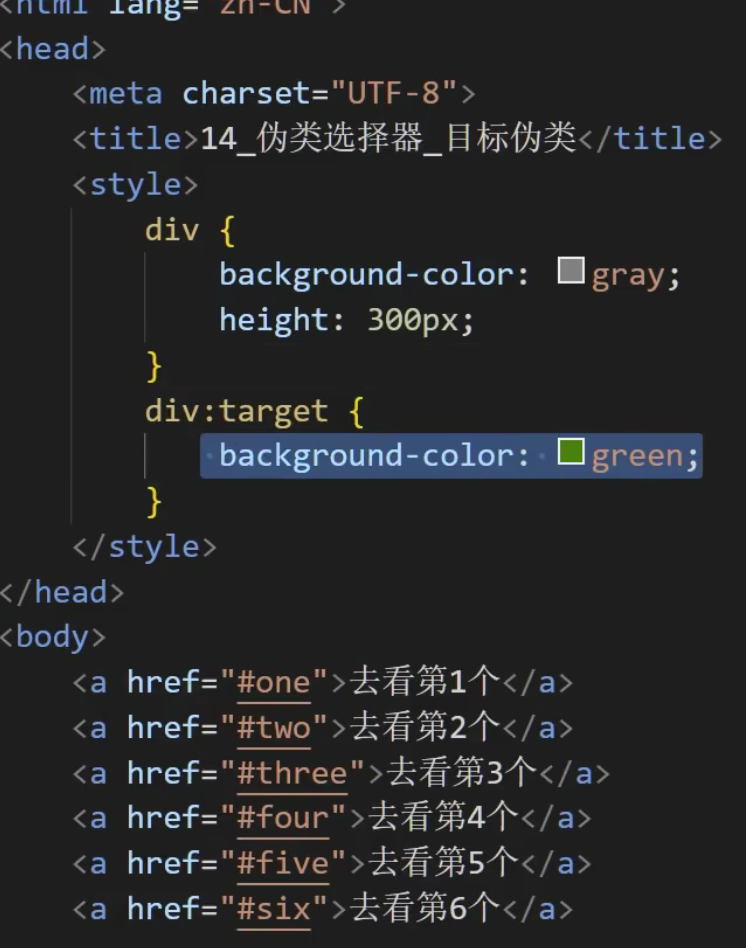 <html lang="zh-CN">
<head>
<meta charset="UTF-8">
<title>14_伪类选择器_目标伪类</title>
<style>
div {
background-color: gray;
height: 300px;
}
div:target {
background-color: green;
}
</style>
</head>
<body>
<a href="#one">去看第1个</a>
<a href="#two">去看第2个</a>
<a href="#three">去看第3个</a>
<a href="#four">去看第4个</a>
<a href="#five">去看第5个</a>
<a href="#six">去看第6个</a>